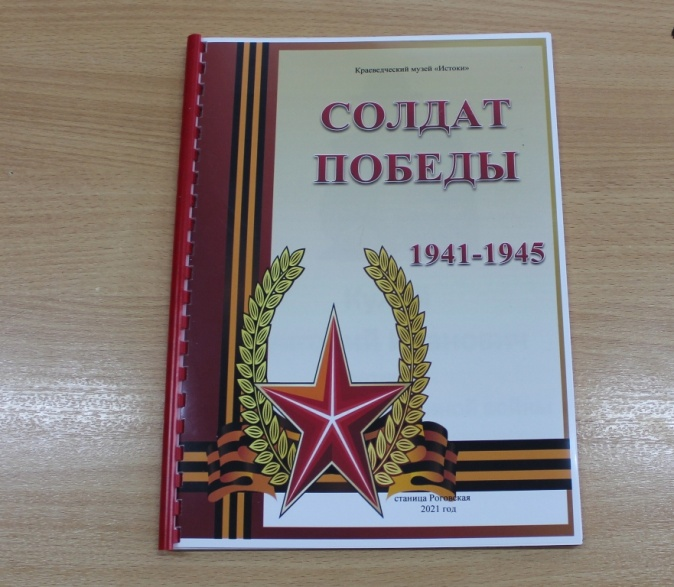 Краеведческий музей «Истоки»
СОЛДАТ
ПОБЕДЫ
1941-1945
станица Роговская
2021 год